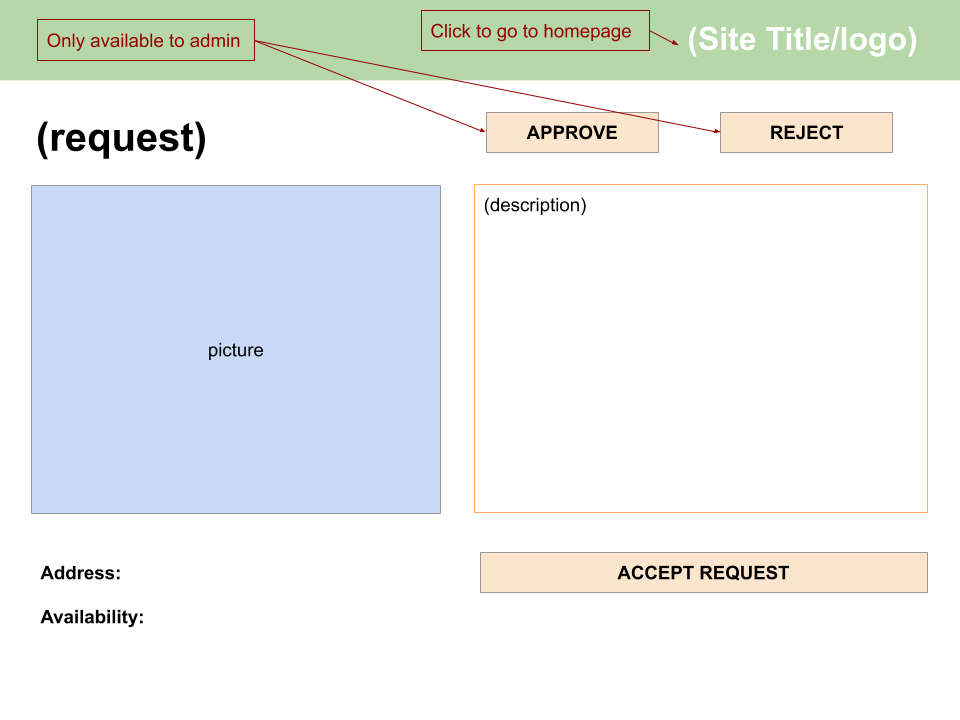 Only available to admin
Click to go to homepage
(Site Title/logo)
(request)
APPROVE
REJECT
picture
(description)
Address:
ACCEPT REQUEST
Availability: